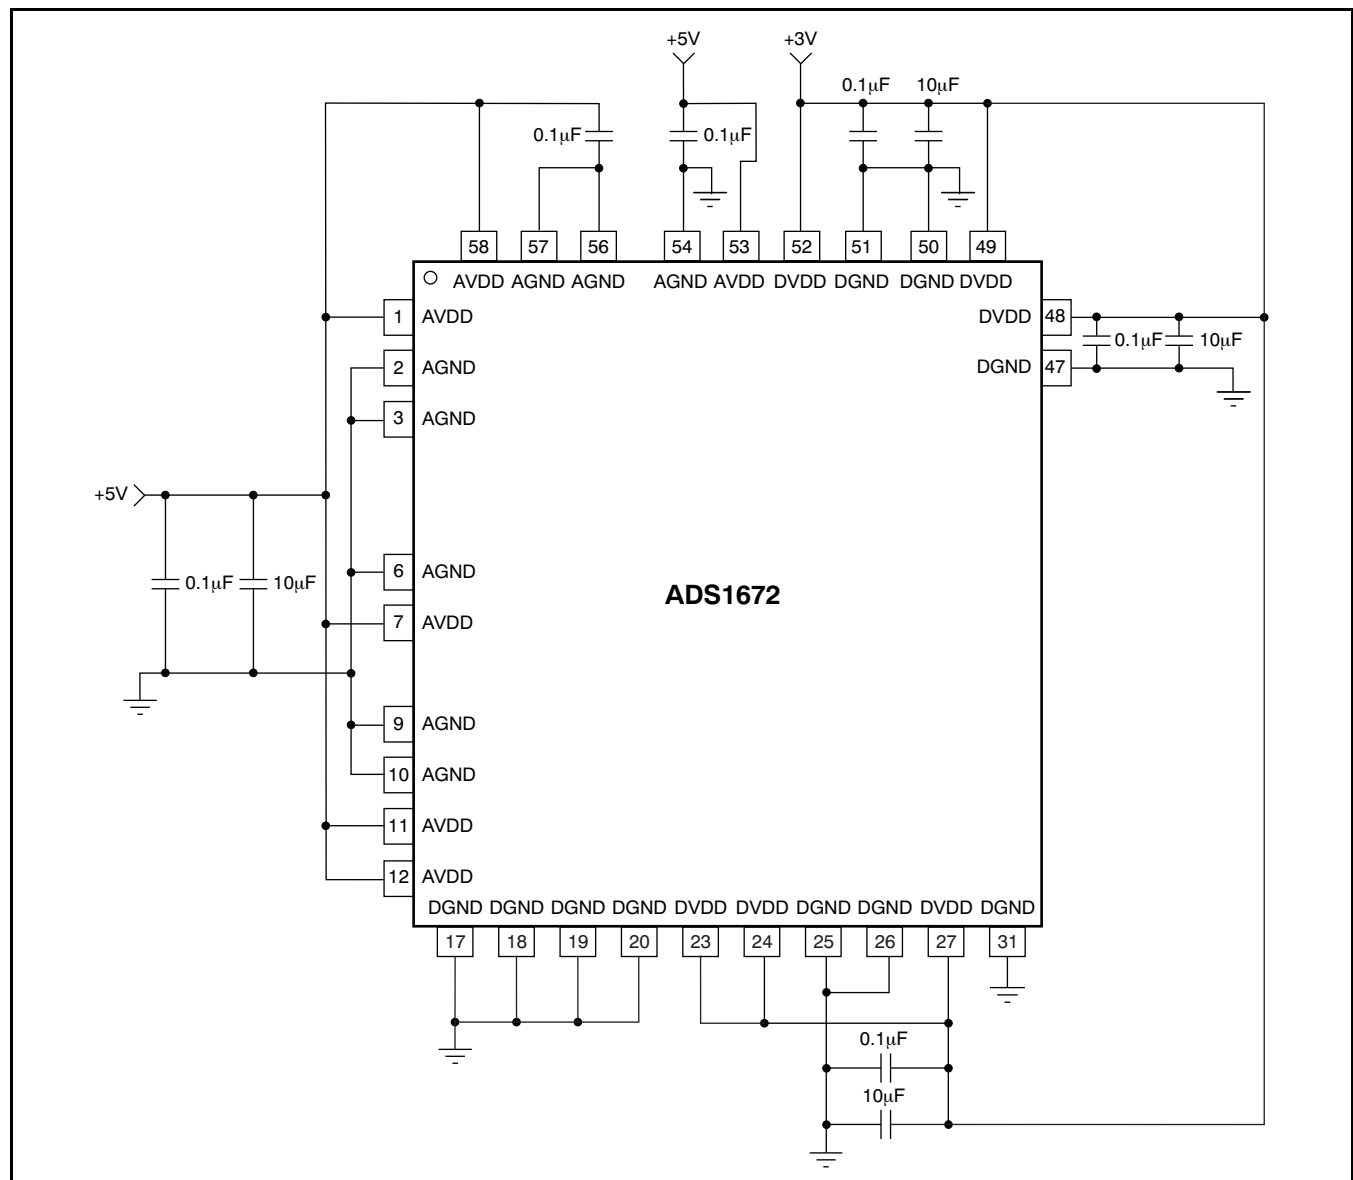 +5V +3V
0.1μF 10μF
0.1μF 0.1μF
58 57 56 54 53 52 51 50 49
AVDD AGND AGND AGND AVDD DVDD DGND DGND DVDD
1 AVDD DVDD 48
0.1μF 10μF
2 AGND DGND 47
3 AGND
+5V
6 AGND
0.1μF 10μF
ADS1672
7 AVDD
9 AGND
10 AGND
11 AVDD
12 AVDD
DGND DGND DGND DGND DVDD DVDD DGND DGND DVDD DGND
17 18 19 20 23 24 25 26 27 31
0.1μF
10μF